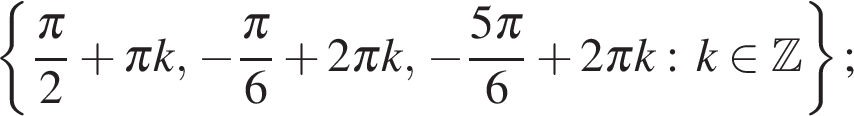 { π/2 + πk, −π/6 + 2πk, −5π/6 + 2πk : k ∈ ℤ };